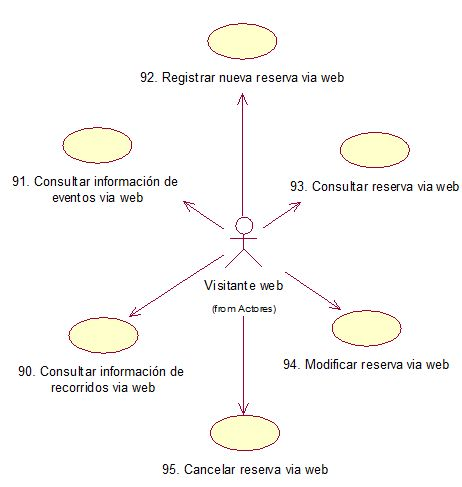 92. Registrar nueva reserva via web
91. Consultar información de
eventos via web
93. Consultar reserva via web
Visitante web
(from Actores)
90. Consultar información de
recorridos via web
94. Modificar reserva via web
95. Cancelar reserva via web